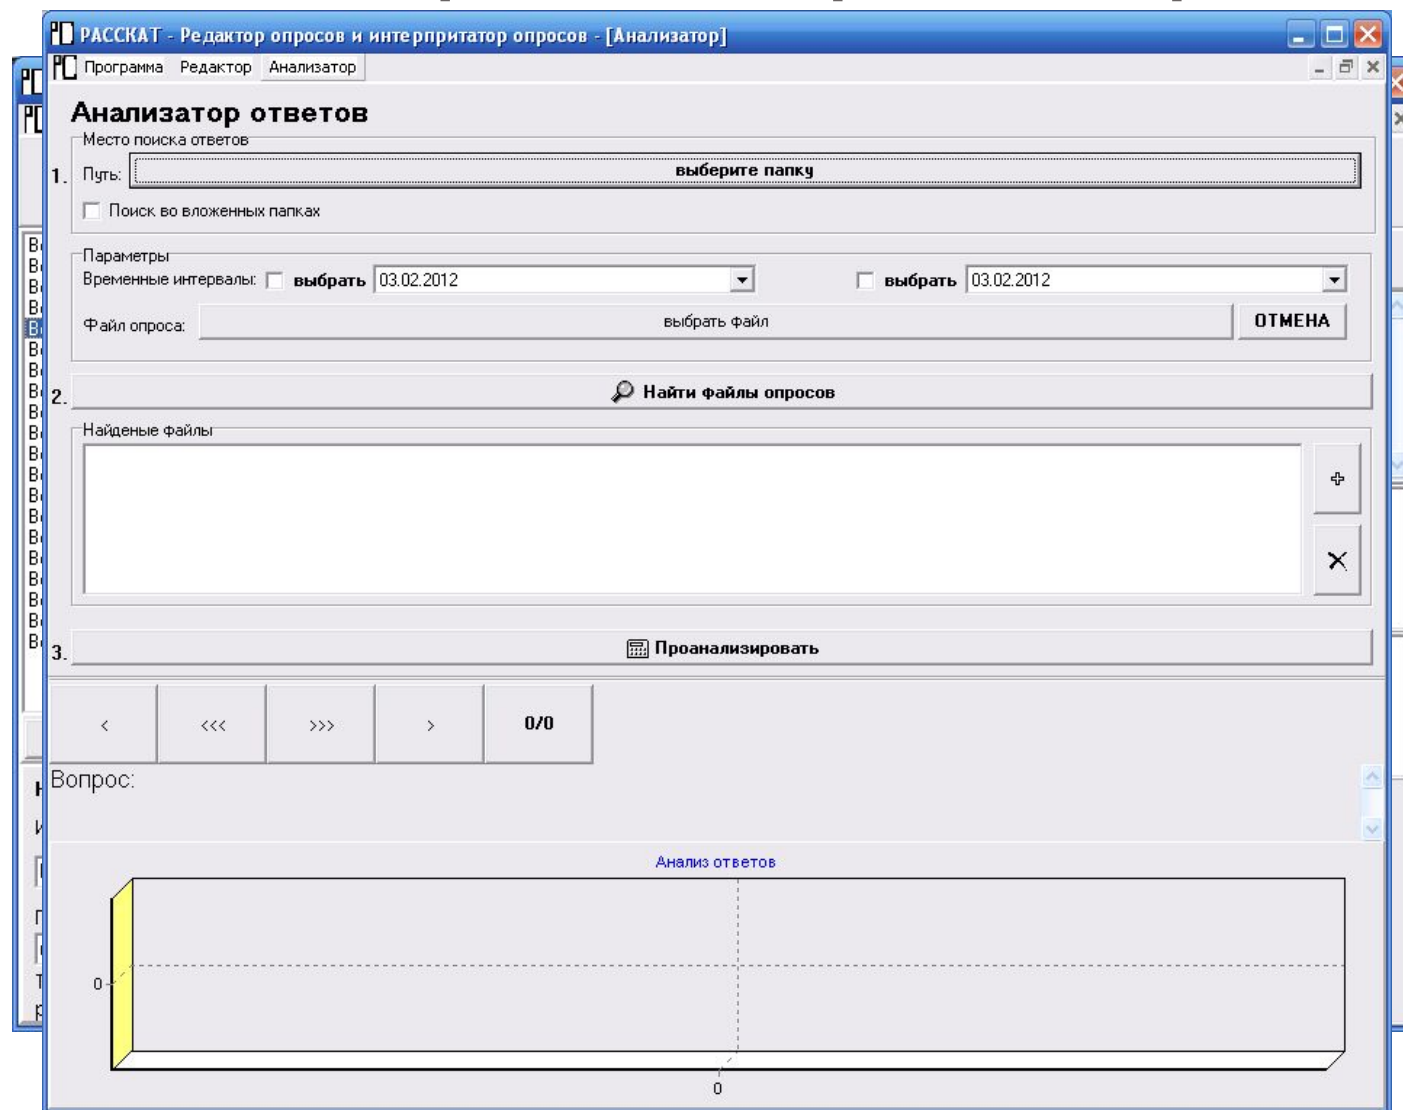 РАССКАТ - Редактор опросов и интерпритатор опросов - [Анализатор]
Программа Редактор Анализатор
Анализатор ответов
Место поиска ответов
1. Путь: выберите папку
Поиск во вложенных папках
Параметры
Временные интервалы: выбрать 03.02.2012 выбрать 03.02.2012
Файл опроса: выбрать файл ОТМЕНА
2. Найти файлы опросов
Найденые файлы
3. Проанализировать
< <<< >>> > 0/0
Вопрос:
Анализ ответов
0
0